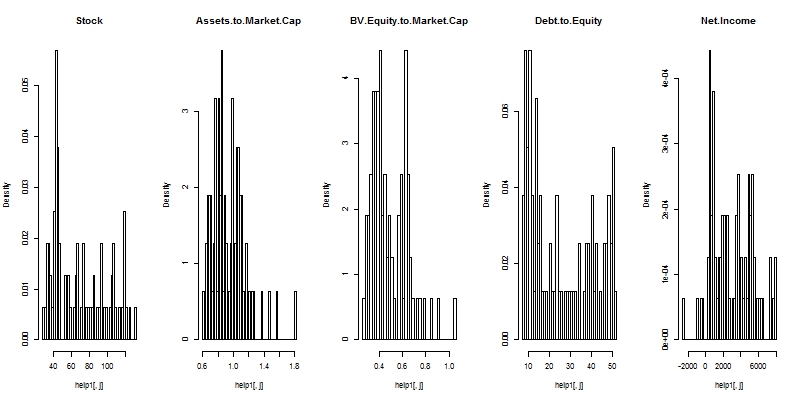 Stock
Assets.to.Market.Cap
BV.Equity.to.Market.Cap
Debt.to.Equity
Net.Income
Density
0.00 0.01 0.02 0.03 0.04 0.05
40 60 80 100
help1[, j]
Density
0 1 2 3
0.6 1.0 1.4 1.8
help1[, j]
Density
0 1 2 3 4
0.4 0.6 0.8 1.0
help1[, j]
Density
0.00 0.02 0.04 0.06
10 20 30 40 50
help1[, j]
Density
0e+00 1e-04 2e-04 3e-04 4e-04
-2000 0 2000 6000
help1[, j]